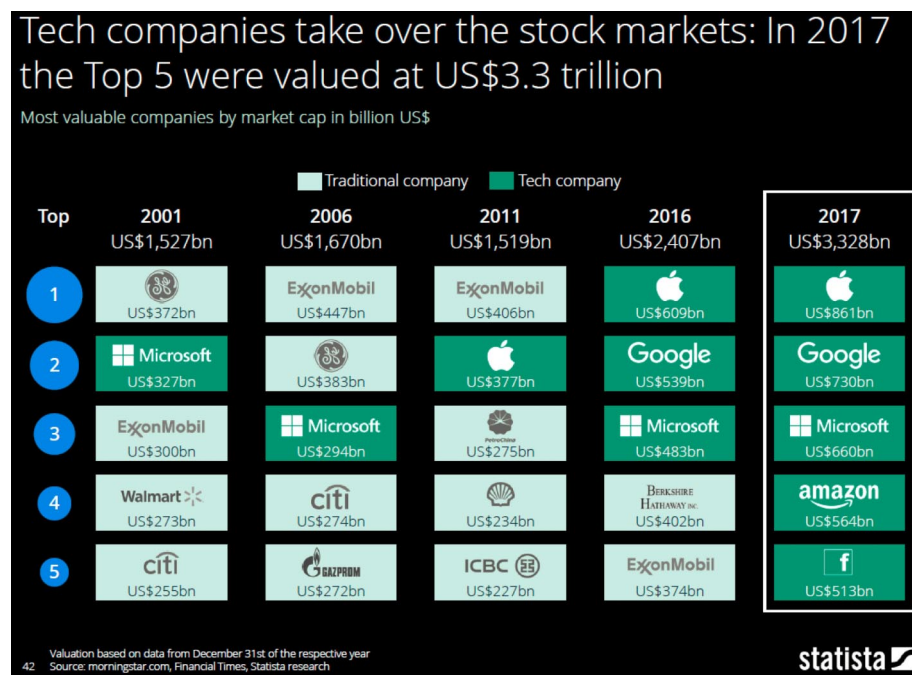 Tech companies take over the stock markets: In 2017
the Top 5 were valued at US$3.3 trillion
Most valuable companies by market cap in billion US$
Traditional company
Tech company
Top
2001
2006
2011
2016
2017
US$1,527bn
US$1,670bn
US$1,519bn
US$2,407bn
US$3,328bn
1
GE
ExxonMobil
ExxonMobil
US$372bn
US$447bn
US$406bn
US$609bn
US$861bn
2
Microsoft
GE
Google
Google
US$327bn
US$383bn
US$377bn
US$539bn
US$730bn
3
ExxonMobil
Microsoft
PetroChina
Microsoft
Microsoft
US$300bn
US$294bn
US$275bn
US$483bn
US$660bn
4
Walmart
citi
BERKSHIRE
HATHAWAY INC.
amazon
US$273bn
US$274bn
US$234bn
US$402bn
US$564bn
5
citi
GAZPROM
ICBC
ExxonMobil
f
US$255bn
US$272bn
US$227bn
US$374bn
US$513bn
Valuation based on data from December 31st of the respective year
42 Source: morningstar.com, Financial Times, Statista research
statista